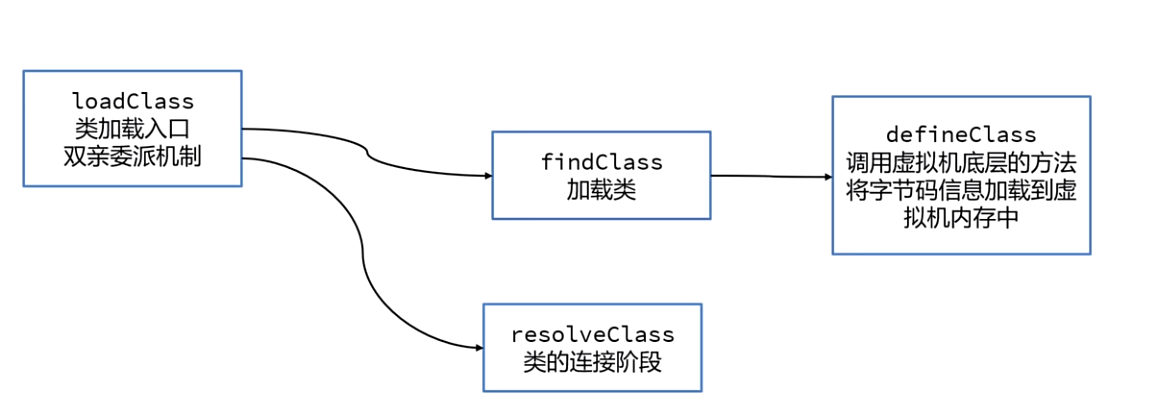 loadClass
类加载入口
双亲委派机制
findClass
加载类
defineClass
调用虚拟机底层的方法
将字节码信息加载到虚
拟机内存中
resolveClass
类的连接阶段